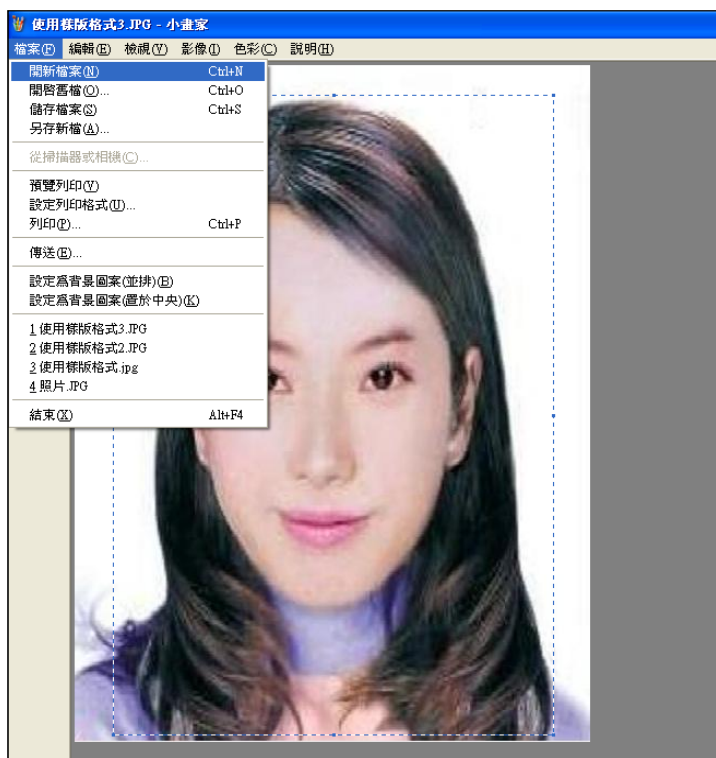 使用樣版格式3.JPG - 小畫家
檔案(F) 編輯(E) 檢視(V) 影像(I) 色彩(C) 說明(H)
開新檔案(N) Ctrl+N
開啓舊檔(O)... Ctrl+O
儲存檔案(S) Ctrl+S
另存新檔(A)...
從掃描器或相機(C)...
預覽列印(V)
設定列印格式(U)...
列印(P)... Ctrl+P
傳送(E)...
設定爲背景圖案(並排)(B)
設定爲背景圖案(置於中央)(K)
1 使用樣版格式3.JPG
2 使用樣版格式2.JPG
3 使用樣版格式.jpg
4 照片.JPG
結束(X) Alt+F4